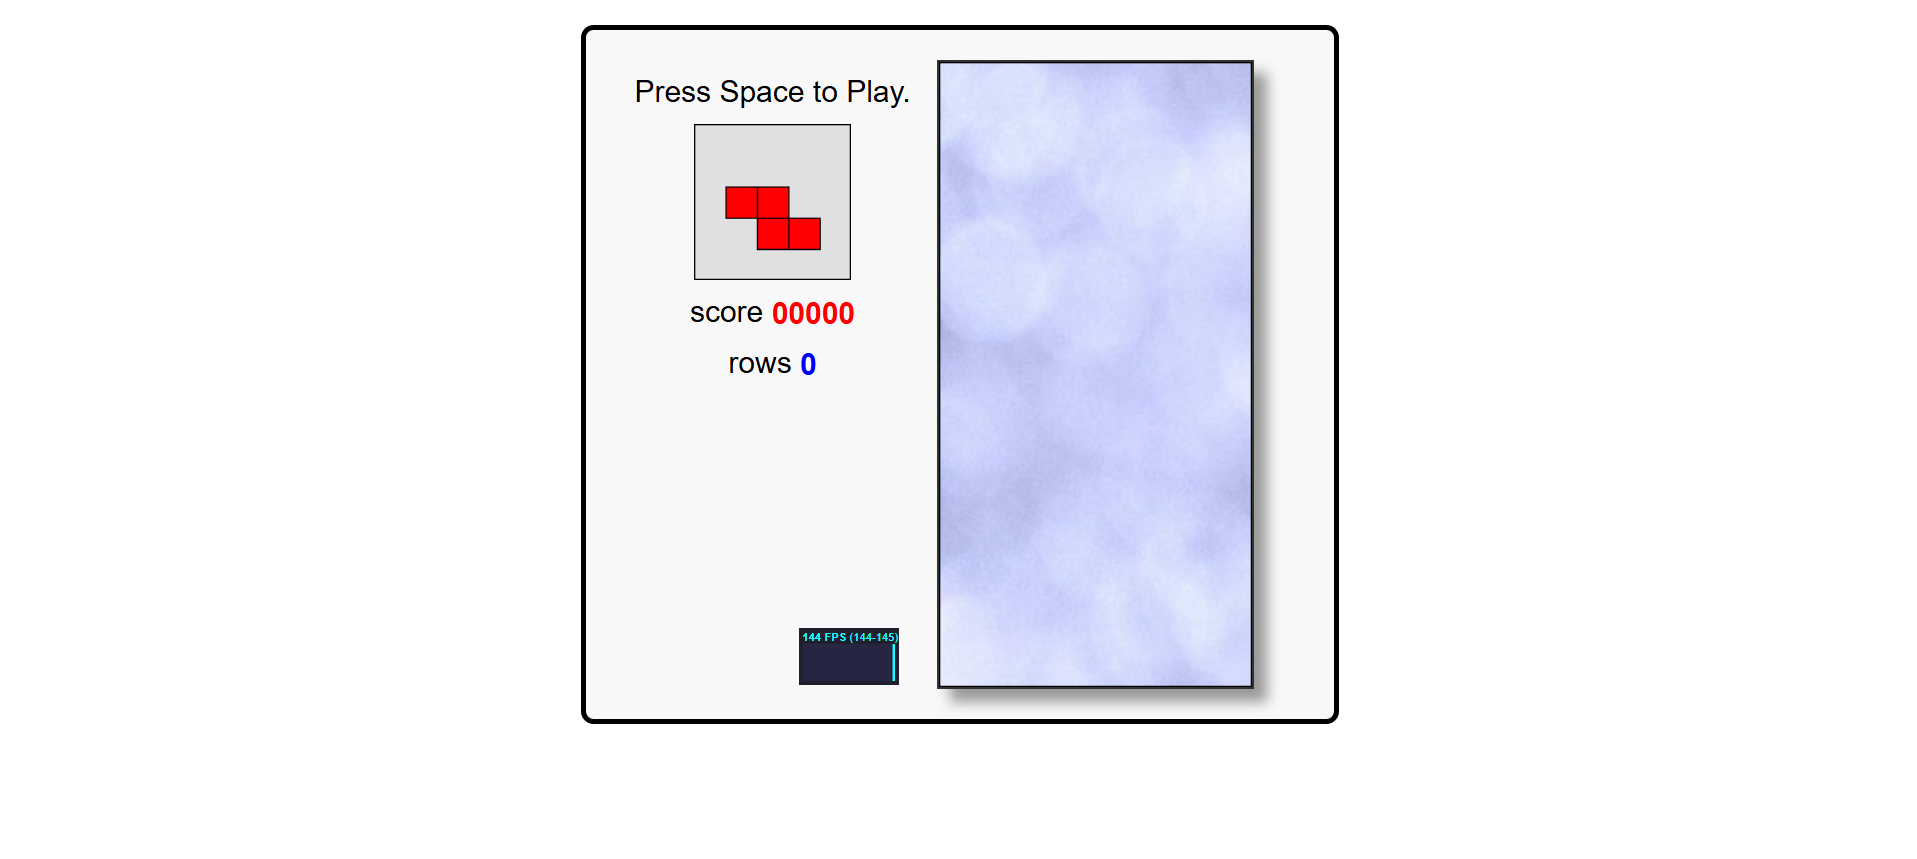 Press Space to Play.
score 00000
rows 0
144 FPS (144-145)